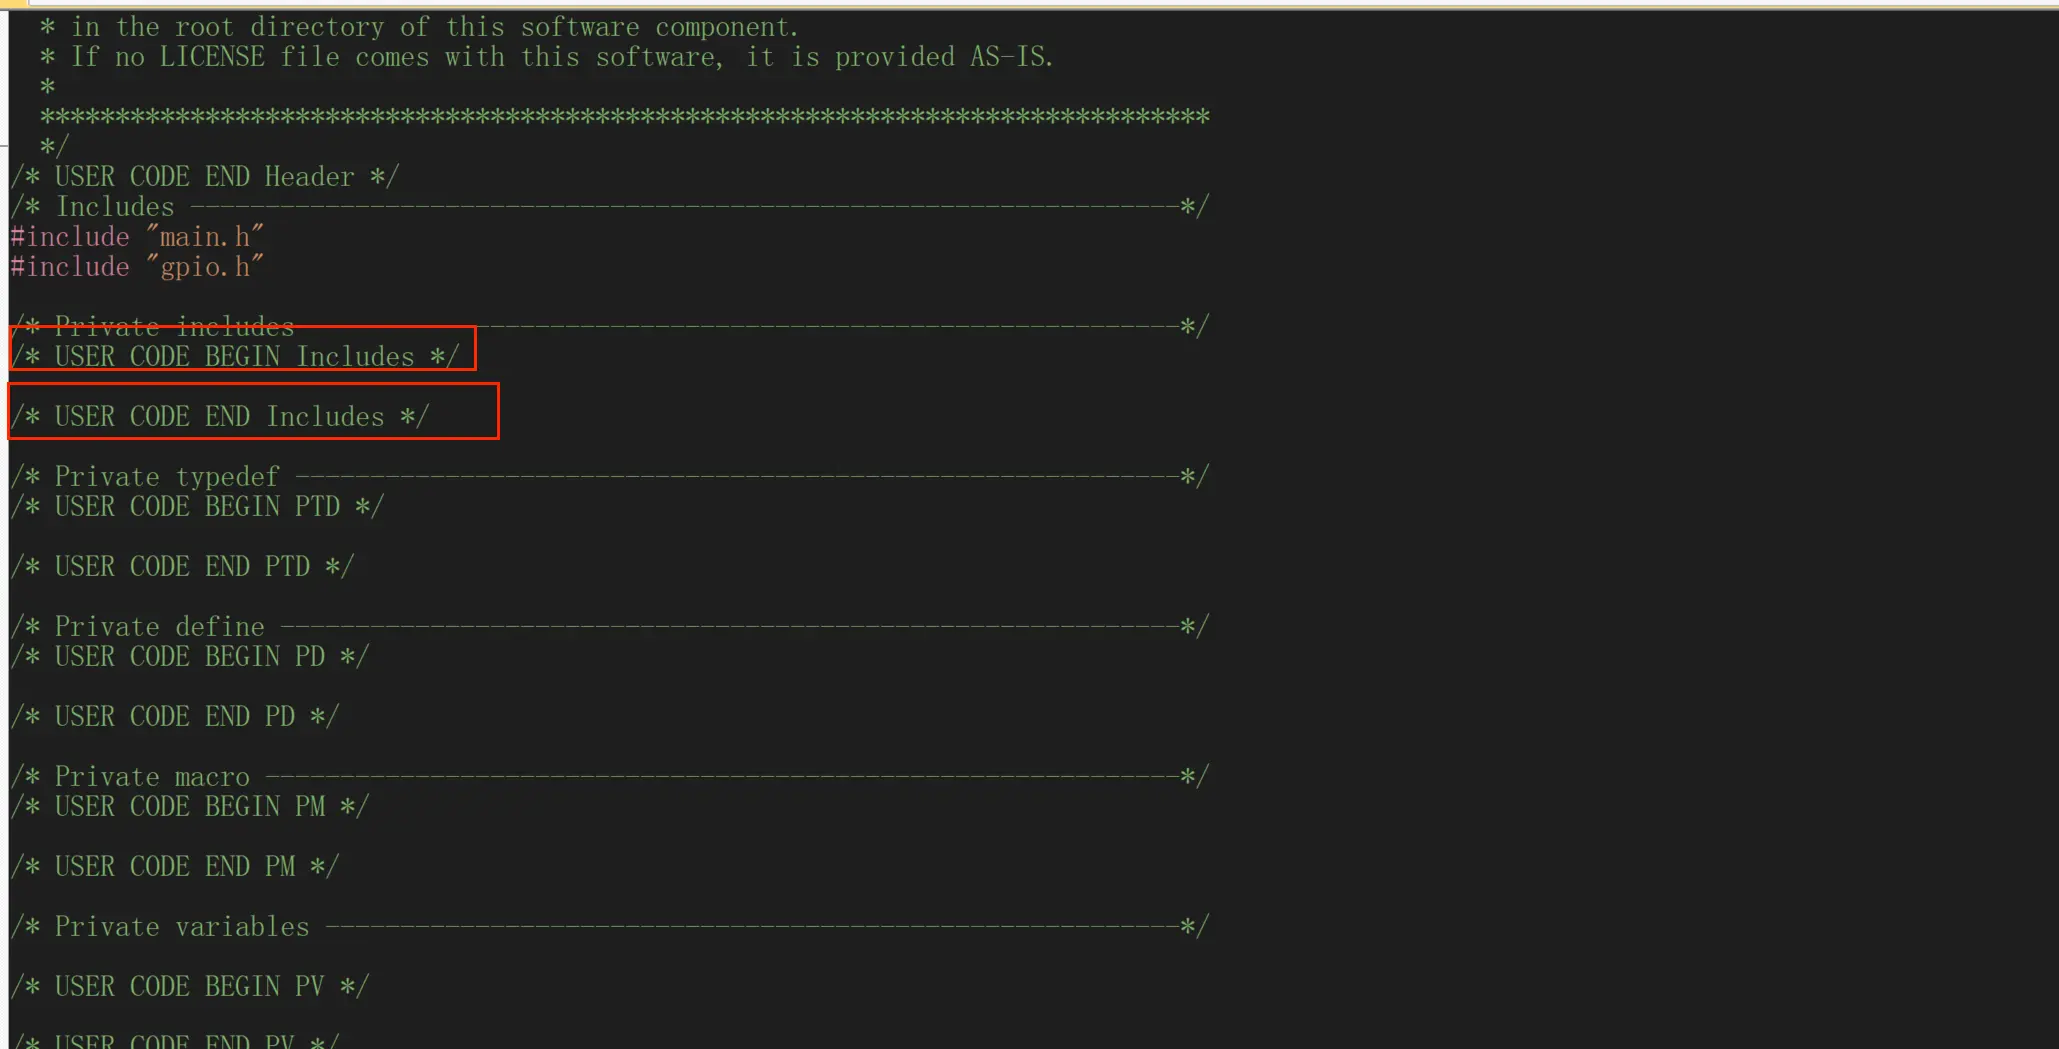 * in the root directory of this software component.
* If no LICENSE file comes with this software, it is provided AS-IS.
*
******************************************************************************
*/
/* USER CODE END Header */
/* Includes ------------------------------------------------------------------*/
#include "main.h"
#include "gpio.h"
/* Private includes ----------------------------------------------------------*/
/* USER CODE BEGIN Includes */
/* USER CODE END Includes */
/* Private typedef -----------------------------------------------------------*/
/* USER CODE BEGIN PTD */
/* USER CODE END PTD */
/* Private define ------------------------------------------------------------*/
/* USER CODE BEGIN PD */
/* USER CODE END PD */
/* Private macro -------------------------------------------------------------*/
/* USER CODE BEGIN PM */
/* USER CODE END PM */
/* Private variables ---------------------------------------------------------*/
/* USER CODE BEGIN PV */
/* USER CODE END PV */